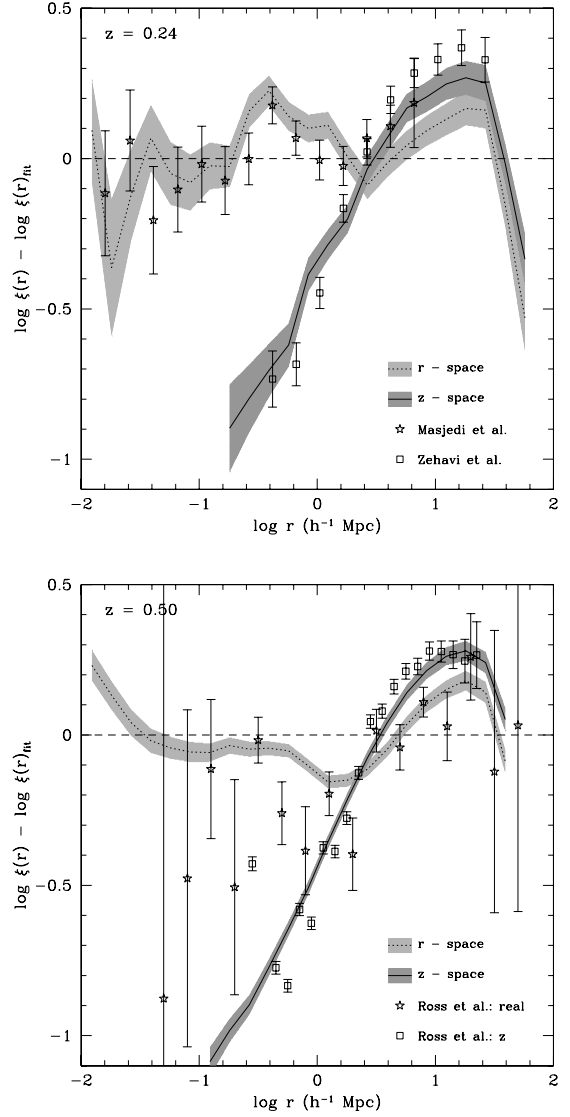 z = 0.24
0.5
0
−0.5
−1
log ξ(r) − log ξ(r)fit
r − space
z − space
Masjedi et al.
Zehavi et al.
−2 −1 0 1 2
log r (h⁻¹ Mpc)
z = 0.50
0.5
0
−0.5
−1
log ξ(r) − log ξ(r)fit
r − space
z − space
Ross et al.: real
Ross et al.: z
−2 −1 0 1 2
log r (h⁻¹ Mpc)